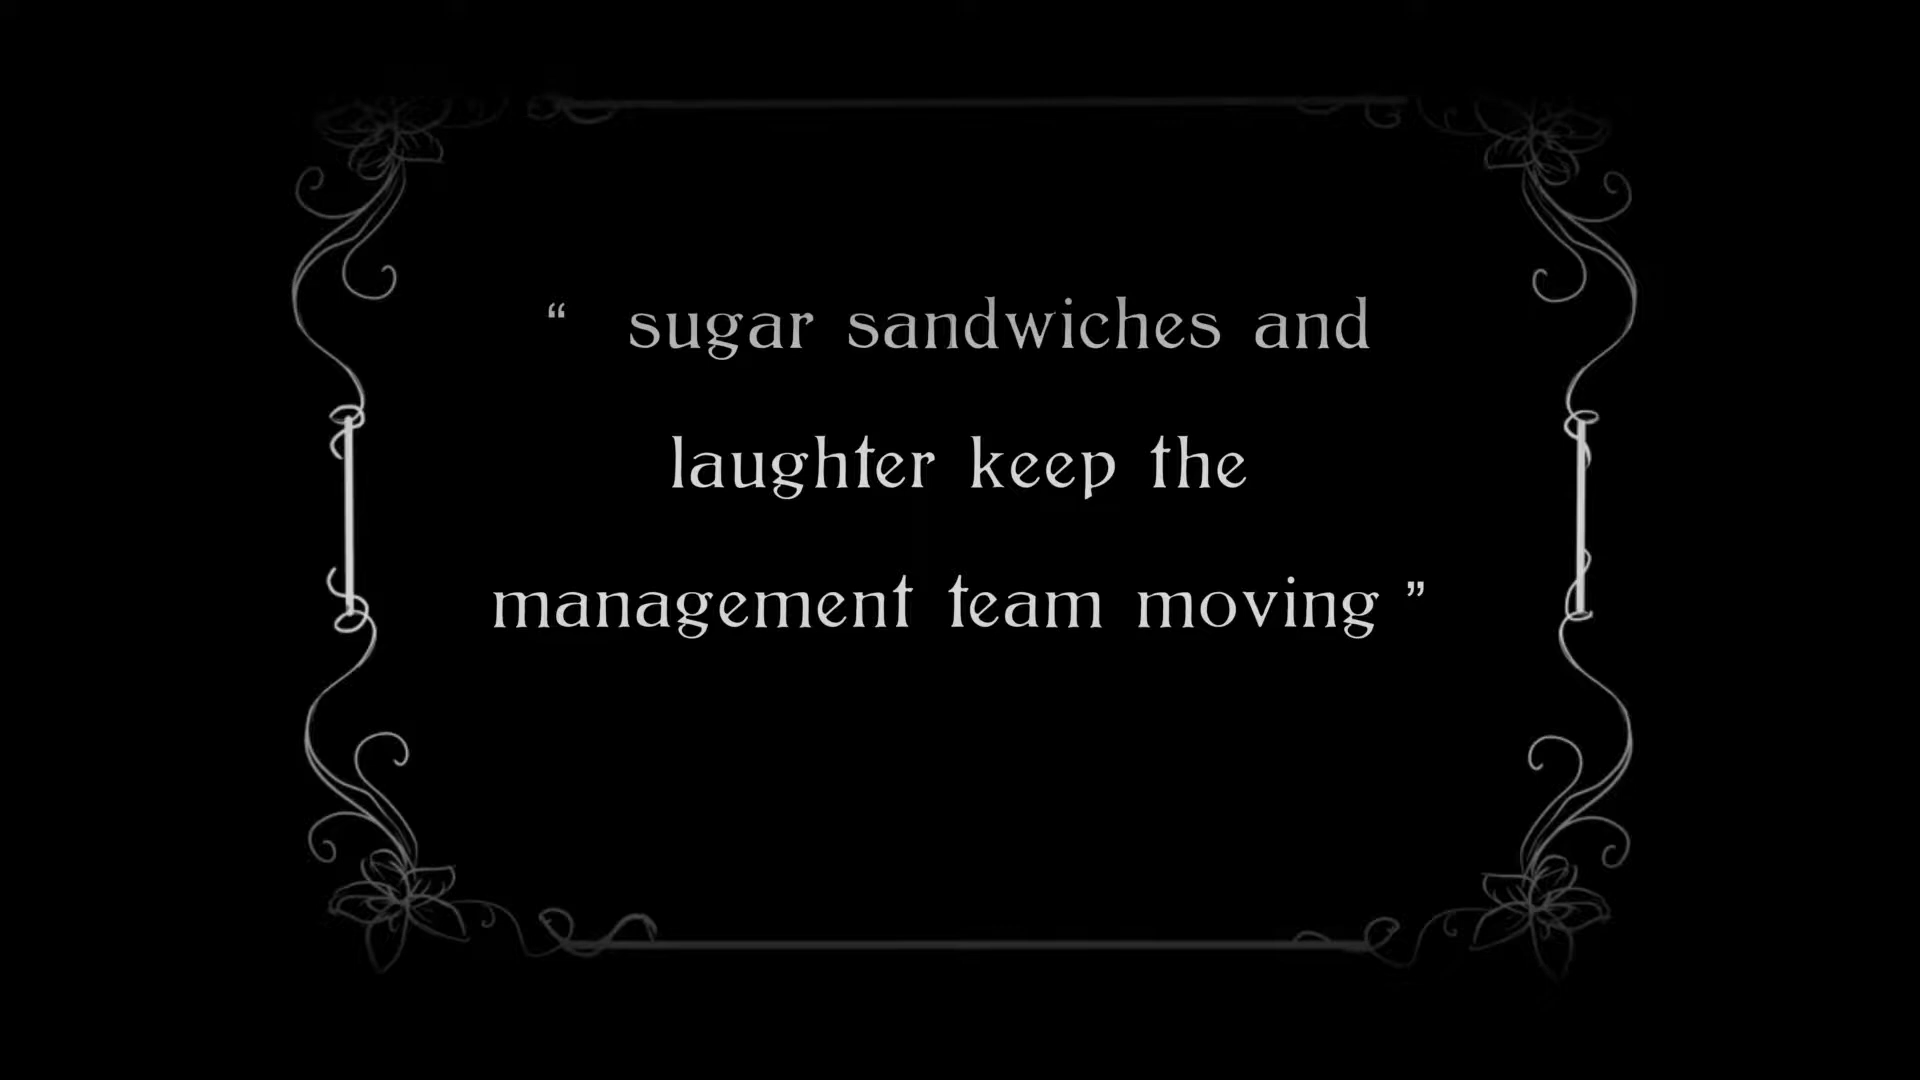 “ sugar sandwiches and
laughter keep the
management team moving ”